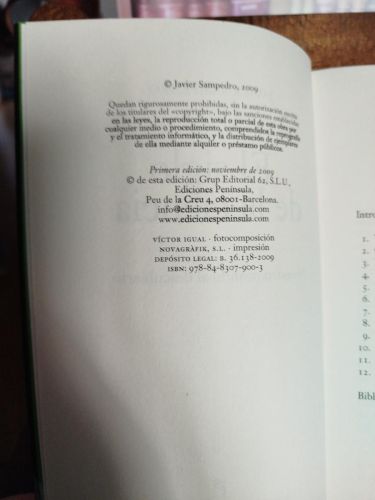 © Javier Sampedro, 2009
Quedan rigurosamente prohibidas, sin la autorización escrita
de los titulares del «copyright», bajo las sanciones establecidas
en las leyes, la reproducción total o parcial de esta obra por
cualquier medio o procedimiento, comprendidos la reprografía
y el tratamiento informático, y la distribución de ejemplares
de ella mediante alquiler o préstamo públicos.
Primera edición: noviembre de 2009
© de esta edición: Grup Editorial 62, S.L.U.,
Ediciones Península,
Peu de la Creu 4, 08001-Barcelona.
info@edicionespeninsula.com
www.edicionespeninsula.com
VÍCTOR IGUAL · fotocomposición
NOVAGRÀFIK, S.L. · impresión
DEPÓSITO LEGAL: B. 36.138-2009
ISBN: 978-84-8307-900-3
Intro
1.
2.
3.
4.
5.
6.
7.
8.
9.
10.
11.
12.
Bibl